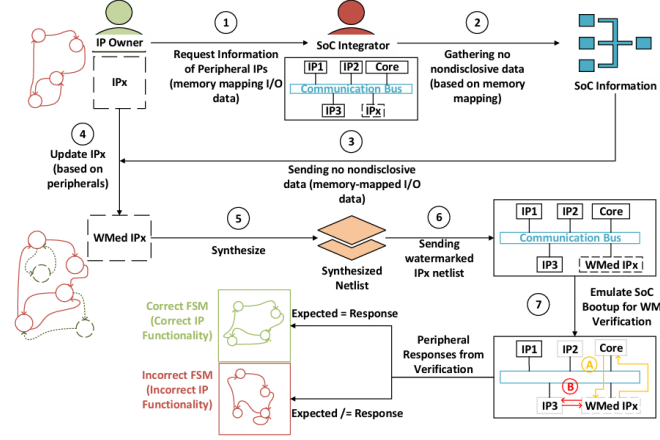 1
2
IP Owner
SoC Integrator
IPx
Request Information
of Peripheral IPs
(memory mapping I/O
data)
IP1
IP2
Core
Communication Bus
IP3
IPx
Gathering no
nondisclosive data
(based on memory
mapping)
SoC Information
3
4
Update IPx
(based on
peripherals)
Sending no nondisclosive
data (memory-mapped I/O
data)
WMed IPx
5
Synthesize
Synthesized
Netlist
6
Sending
watermarked
IPx netlist
IP1
IP2
Core
Communication Bus
IP3
WMed IPx
7
Emulate SoC
Bootup for WM
Verification
Correct FSM
(Correct IP
Functionality)
Expected = Response
Peripheral
Responses from
Verification
Incorrect FSM
(Incorrect IP
Functionality)
Expected /= Response
IP1
IP2
Core
A
B
IP3
WMed IPx